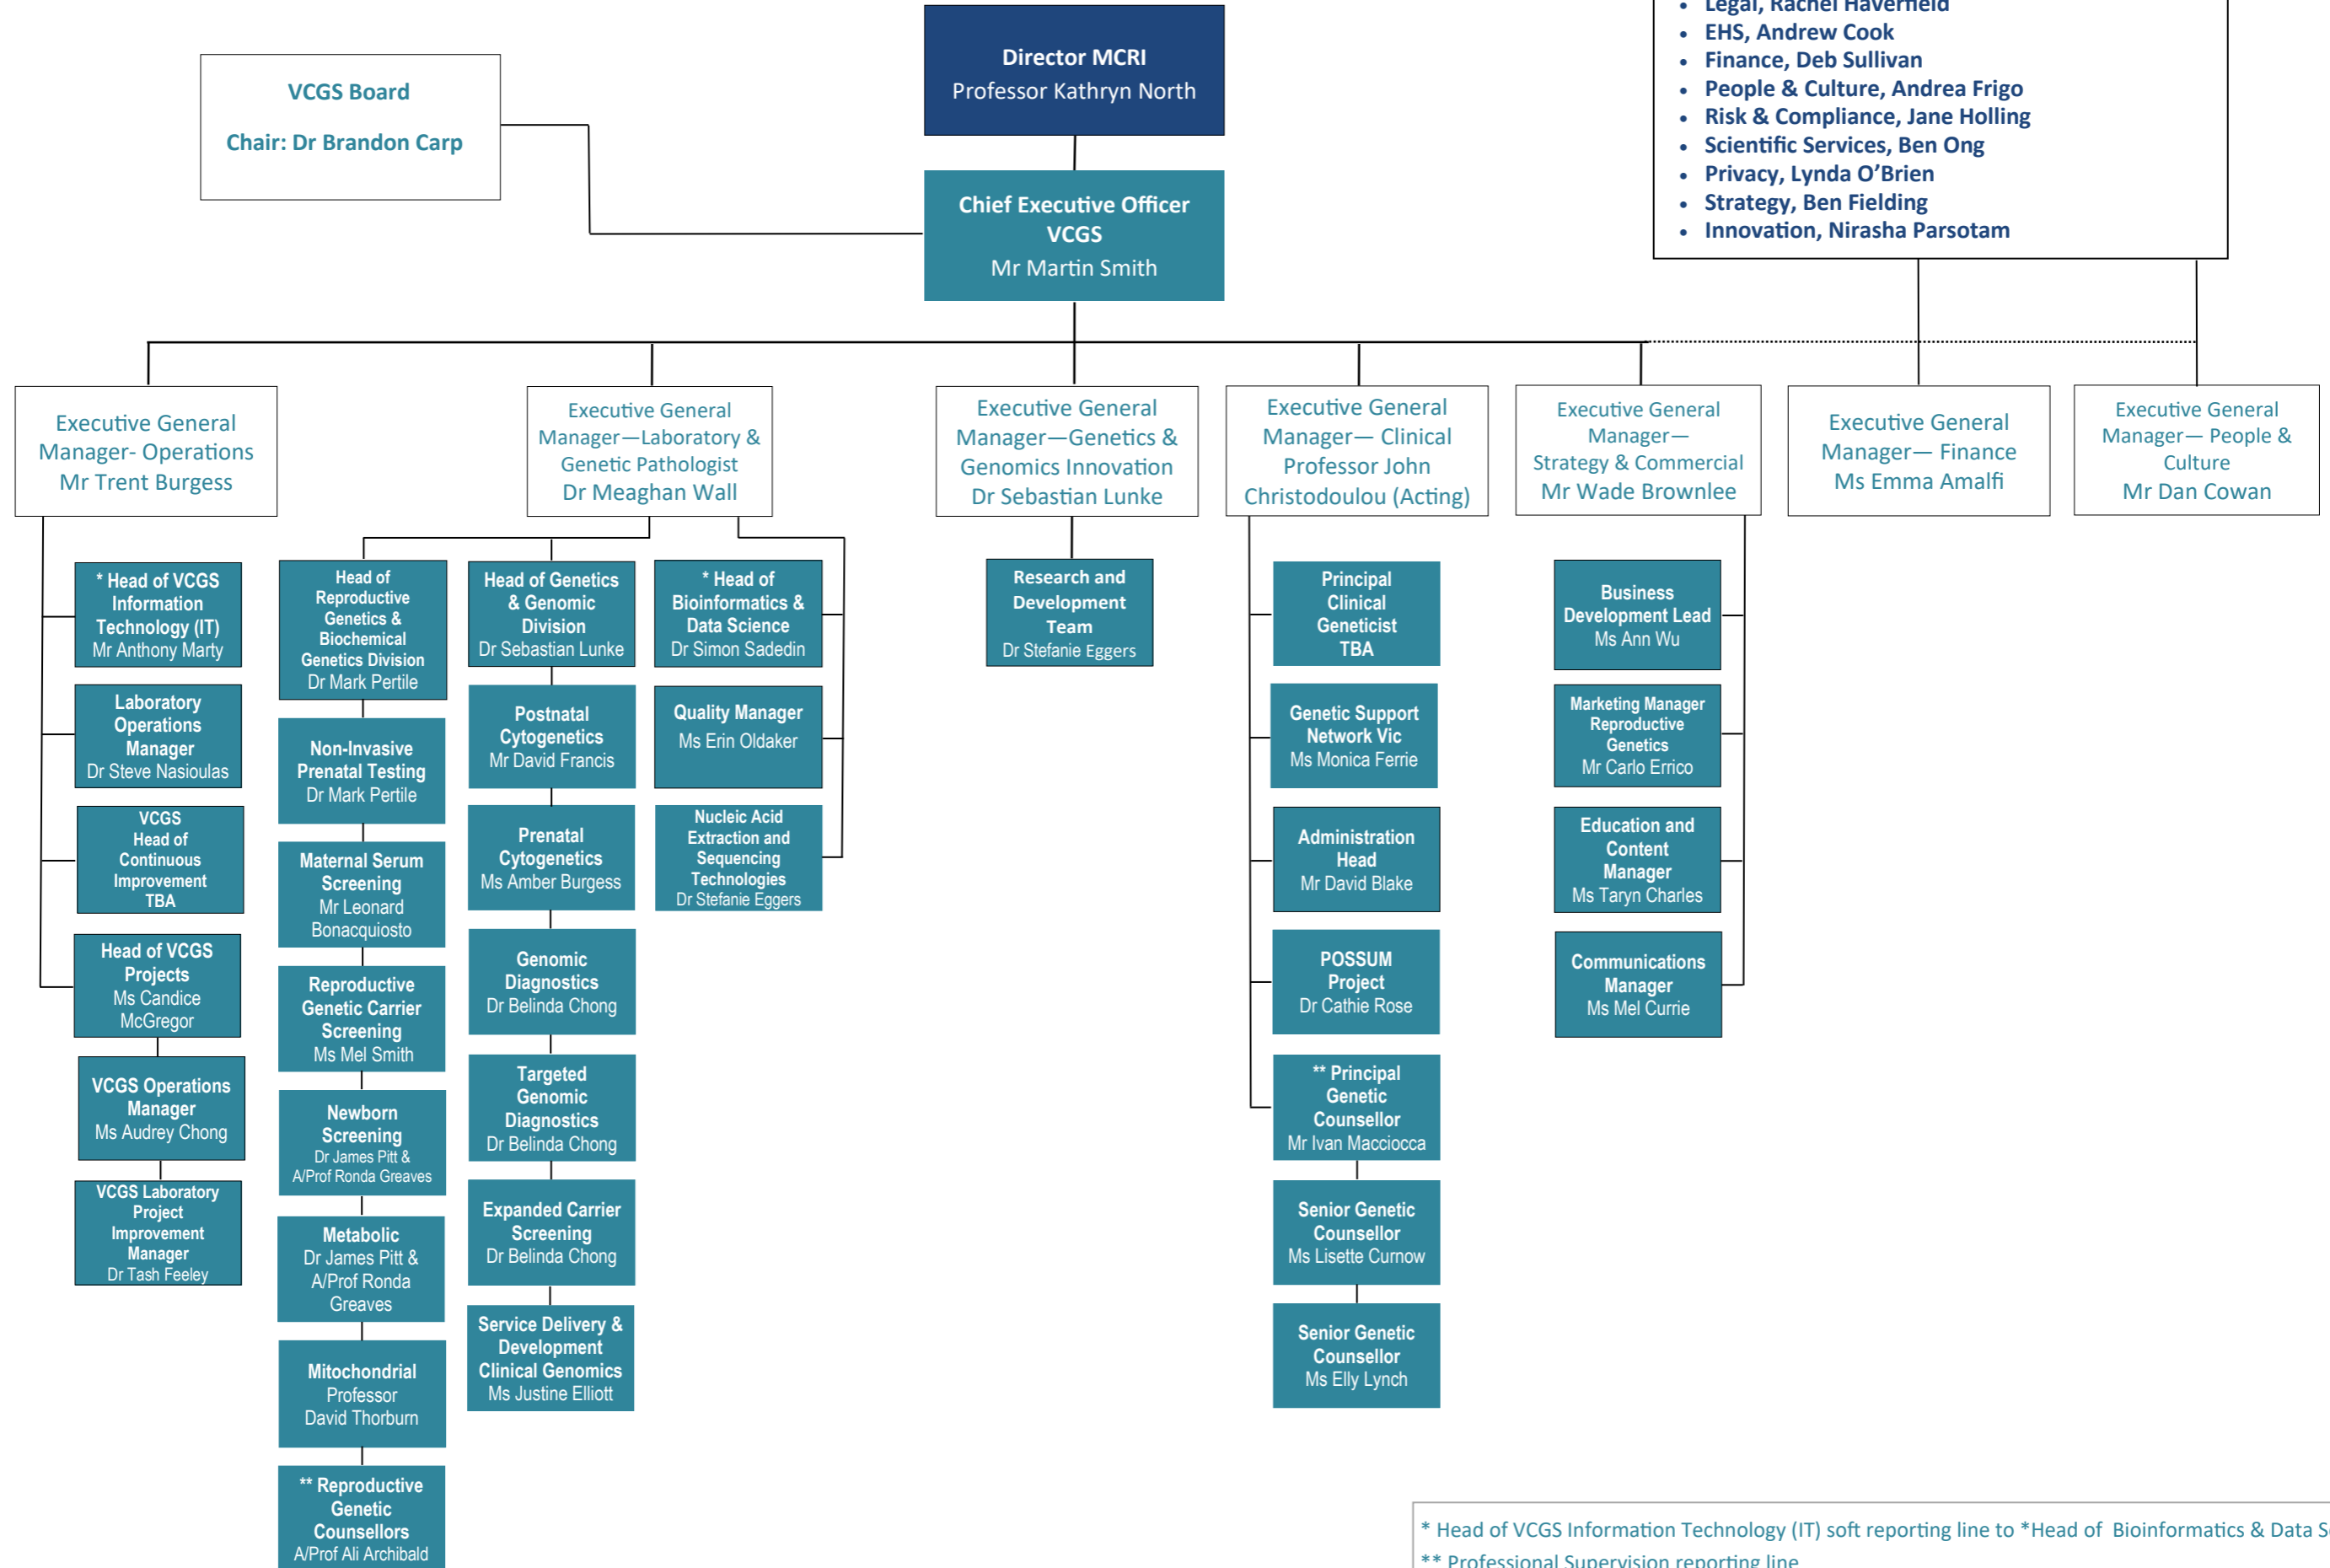 Director MCRI
Professor Kathryn North
VCGS Board
Chair: Dr Brandon Carp
Chief Executive Officer
VCGS
Mr Martin Smith
• Legal, Rachel Haverfield
• EHS, Andrew Cook
• Finance, Deb Sullivan
• People & Culture, Andrea Frigo
• Risk & Compliance, Jane Holling
• Scientific Services, Ben Ong
• Privacy, Lynda O’Brien
• Strategy, Ben Fielding
• Innovation, Nirasha Parsotam
Executive General
Manager- Operations
Mr Trent Burgess
Executive General
Manager—Laboratory &
Genetic Pathologist
Dr Meaghan Wall
Executive General
Manager—Genetics &
Genomics Innovation
Dr Sebastian Lunke
Executive General
Manager— Clinical
Professor John
Christodoulou (Acting)
Executive General
Manager—
Strategy & Commercial
Mr Wade Brownlee
Executive General
Manager— Finance
Ms Emma Amalfi
Executive General
Manager— People &
Culture
Mr Dan Cowan
* Head of VCGS
Information
Technology (IT)
Mr Anthony Marty
Laboratory
Operations
Manager
Dr Steve Nasioulas
VCGS
Head of
Continuous
Improvement
TBA
Head of VCGS
Projects
Ms Candice
McGregor
VCGS Operations
Manager
Ms Audrey Chong
VCGS Laboratory
Project
Improvement
Manager
Dr Tash Feeley
Head of
Reproductive
Genetics &
Biochemical
Genetics Division
Dr Mark Pertile
Non-Invasive
Prenatal Testing
Dr Mark Pertile
Maternal Serum
Screening
Mr Leonard
Bonacquiosto
Reproductive
Genetic Carrier
Screening
Ms Mel Smith
Newborn
Screening
Dr James Pitt &
A/Prof Ronda Greaves
Metabolic
Dr James Pitt &
A/Prof Ronda
Greaves
Mitochondrial
Professor
David Thorburn
** Reproductive
Genetic
Counsellors
A/Prof Ali Archibald
Head of Genetics
& Genomic
Division
Dr Sebastian Lunke
Postnatal
Cytogenetics
Mr David Francis
Prenatal
Cytogenetics
Ms Amber Burgess
Genomic
Diagnostics
Dr Belinda Chong
Targeted
Genomic
Diagnostics
Dr Belinda Chong
Expanded Carrier
Screening
Dr Belinda Chong
Service Delivery &
Development
Clinical Genomics
Ms Justine Elliott
* Head of
Bioinformatics &
Data Science
Dr Simon Sadedin
Quality Manager
Ms Erin Oldaker
Nucleic Acid
Extraction and
Sequencing
Technologies
Dr Stefanie Eggers
Research and
Development
Team
Dr Stefanie Eggers
Principal
Clinical
Geneticist
TBA
Genetic Support
Network Vic
Ms Monica Ferrie
Administration
Head
Mr David Blake
POSSUM
Project
Dr Cathie Rose
** Principal
Genetic
Counsellor
Mr Ivan Macciocca
Senior Genetic
Counsellor
Ms Lisette Curnow
Senior Genetic
Counsellor
Ms Elly Lynch
Business
Development Lead
Ms Ann Wu
Marketing Manager
Reproductive
Genetics
Mr Carlo Errico
Education and
Content
Manager
Ms Taryn Charles
Communications
Manager
Ms Mel Currie
* Head of VCGS Information Technology (IT) soft reporting line to *Head of Bioinformatics & Data
** Professional Supervision reporting line